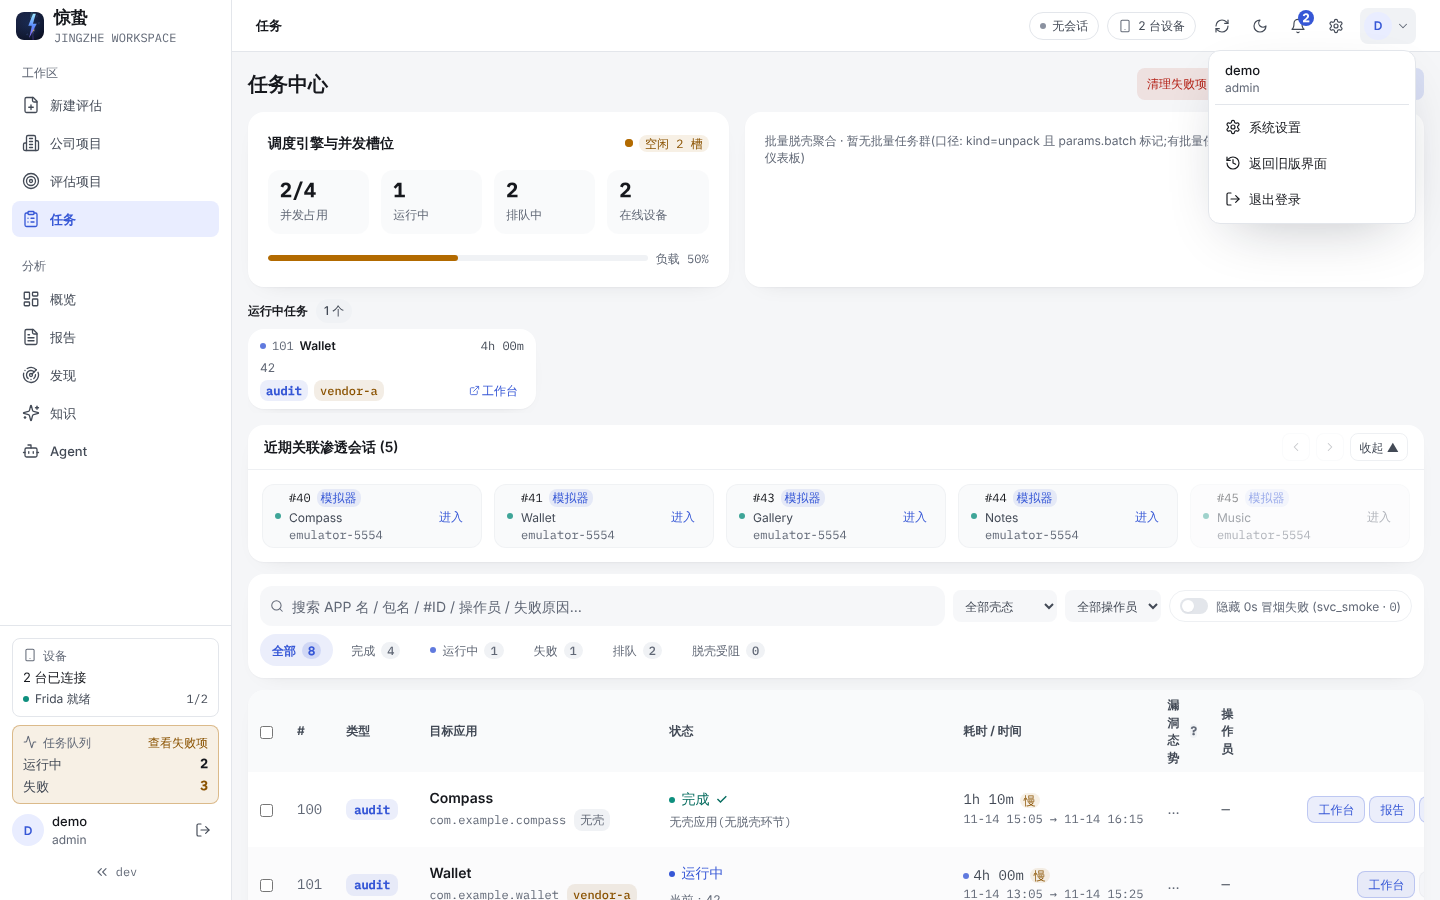 惊蛰
JINGZHE WORKSPACE
工作区
新建评估
公司项目
评估项目
任务
分析
概览
报告
发现
知识
Agent
设备
2 台已连接
Frida 就绪 1/2
任务队列 查看失败项
运行中 2
失败 3
D demo
admin
dev
任务
无会话
2 台设备
2
D
demo
admin
系统设置
返回旧版界面
退出登录
任务中心
清理失败项
调度引擎与并发槽位
空闲 2 槽
2/4
并发占用
1
运行中
2
排队中
2
在线设备
负载 50%
批量脱壳聚合 · 暂无批量任务群(口径: kind=unpack 且 params.batch 标记;有批量任
仪表板)
运行中任务 1 个
101 Wallet 4h 00m
42
audit vendor-a 工作台
近期关联渗透会话 (5)
收起 ▲
#40 模拟器
Compass 进入
emulator-5554
#41 模拟器
Wallet 进入
emulator-5554
#43 模拟器
Gallery 进入
emulator-5554
#44 模拟器
Notes 进入
emulator-5554
#45 模拟器
Music 进入
emulator-5554
搜索 APP 名 / 包名 / #ID / 操作员 / 失败原因...
全部壳态
全部操作员
隐藏 0s 冒烟失败 (svc_smoke · 0)
全部 8
完成 4
运行中 1
失败 1
排队 2
脱壳受阻 0
# 类型 目标应用 状态 耗时 / 时间 漏洞态势 ? 操作员
100 audit Compass 完成 ✓ 1h 10m 慢 ... — 工作台 报告
com.example.compass 无壳 无壳应用(无脱壳环节) 11-14 15:05 → 11-14 16:15
101 audit Wallet 运行中 4h 00m 慢 ... — 工作台
com.example.wallet vendor-a 当前 · 42 11-14 13:05 → 11-14 15:25